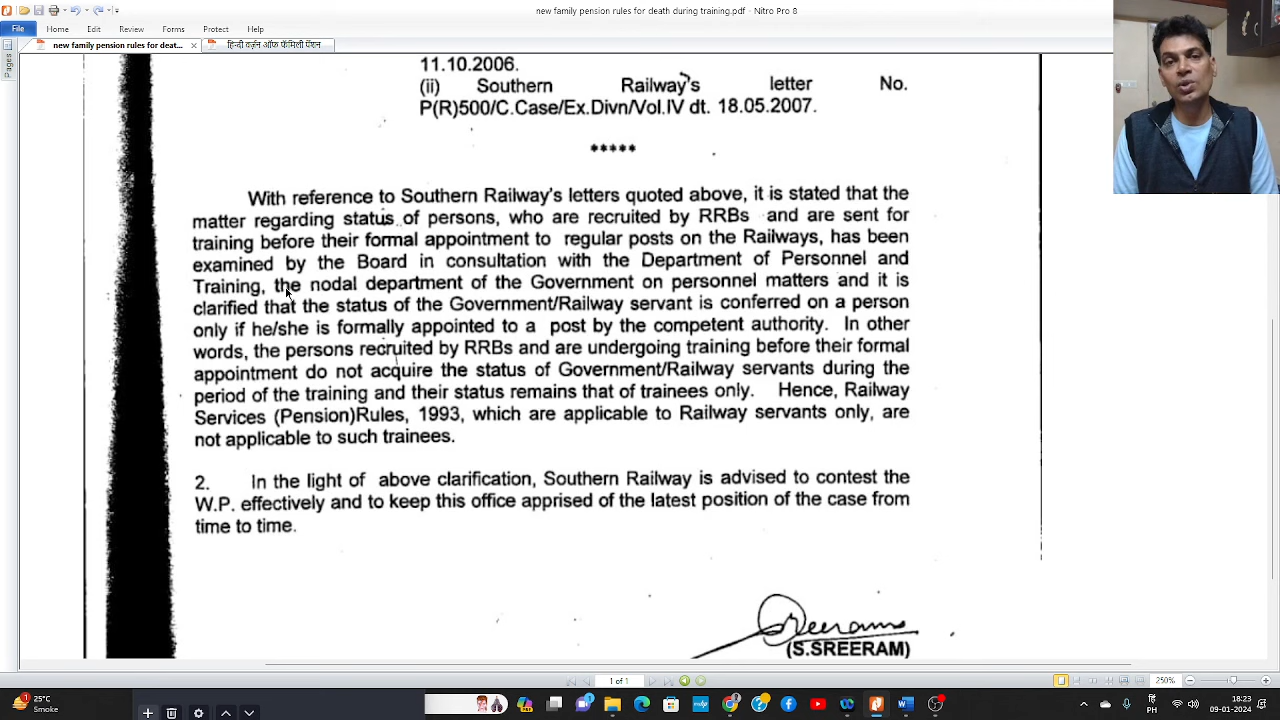 new family pension rules for death during training.pdf - Nitro Pro 8
File Home Edit Review Forms Protect Help
new family pension rules for deat... × हिन्दी वर्ज़न ऑफ फॅमिली पेंशन
Pages
11.10.2006.
(ii) Southern Railway's letter No.
P(R)500/C.Case/Ex.Divn/Vol.IV dt. 18.05.2007.
*****
With reference to Southern Railway's letters quoted above, it is stated that the
matter regarding status of persons, who are recruited by RRBs and are sent for
training before their formal appointment to regular posts on the Railways, has been
examined by the Board in consultation with the Department of Personnel and
Training, the nodal department of the Government on personnel matters and it is
clarified that the status of the Government/Railway servant is conferred on a person
only if he/she is formally appointed to a post by the competent authority. In other
words, the persons recruited by RRBs and are undergoing training before their formal
appointment do not acquire the status of Government/Railway servants during the
period of the training and their status remains that of trainees only. Hence, Railway
Services (Pension)Rules, 1993, which are applicable to Railway servants only, are
not applicable to such trainees.
2. In the light of above clarification, Southern Railway is advised to contest the
W.P. effectively and to keep this office apprised of the latest position of the case from
time to time.
Sreerams
(S.SREERAM)
1 of 1
250%
25°C
ENG
18:23
PH
09-01-2024